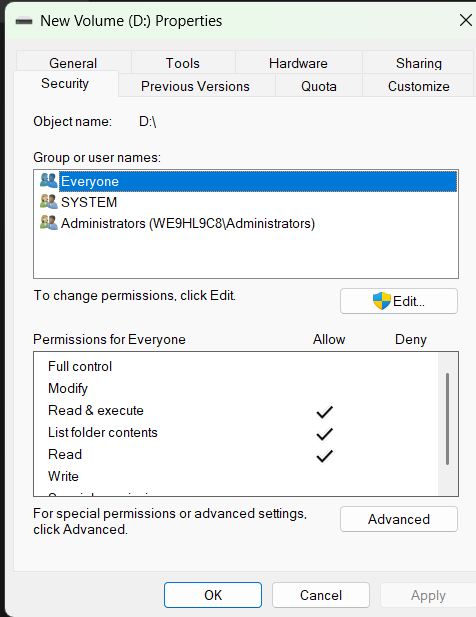 New Volume (D:) Properties
General Tools Hardware Sharing
Security Previous Versions Quota Customize
Object name: D:\
Group or user names:
Everyone
SYSTEM
Administrators (WE9HL9C8\Administrators)
To change permissions, click Edit.
Edit...
Permissions for Everyone Allow Deny
Full control
Modify
Read & execute
List folder contents
Read
Write
For special permissions or advanced settings,
click Advanced.
Advanced
OK Cancel Apply